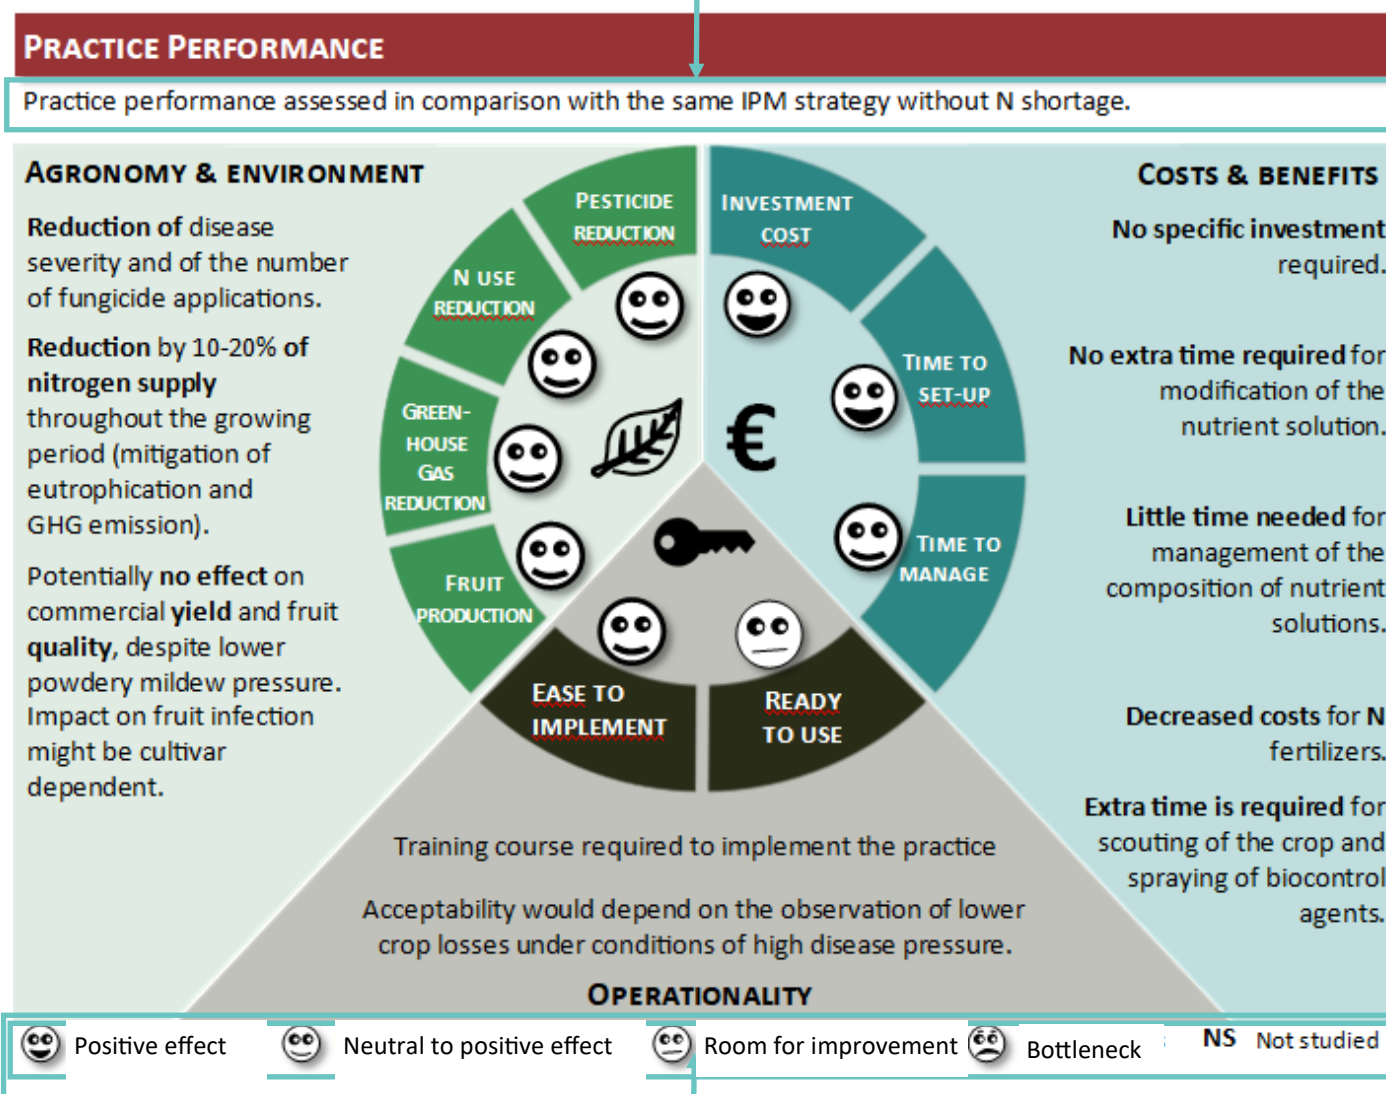 PRACTICE PERFORMANCE
Practice performance assessed in comparison with the same IPM strategy without N shortage.
AGRONOMY & ENVIRONMENT
Reduction of disease
severity and of the number
of fungicide applications.
Reduction by 10-20% of
nitrogen supply
throughout the growing
period (mitigation of
eutrophication and
GHG emission).
Potentially no effect on
commercial yield and fruit
quality, despite lower
powdery mildew pressure.
Impact on fruit infection
might be cultivar
dependent.
PESTICIDE
REDUCTION
N USE
REDUCTION
GREEN-
HOUSE
GAS
REDUCTION
FRUIT
PRODUCTION
INVESTMENT
COST
TIME TO
SET-UP
€
TIME TO
MANAGE
EASE TO
IMPLEMENT
READY
TO USE
COSTS & BENEFITS
No specific investment
required.
No extra time required for
modification of the
nutrient solution.
Little time needed for
management of the
composition of nutrient
solutions.
Decreased costs for N
fertilizers.
Extra time is required for
scouting of the crop and
spraying of biocontrol
agents.
Training course required to implement the practice
Acceptability would depend on the observation of lower
crop losses under conditions of high disease pressure.
OPERATIONALITY
Positive effect
Neutral to positive effect
Room for improvement
Bottleneck
NS Not studied